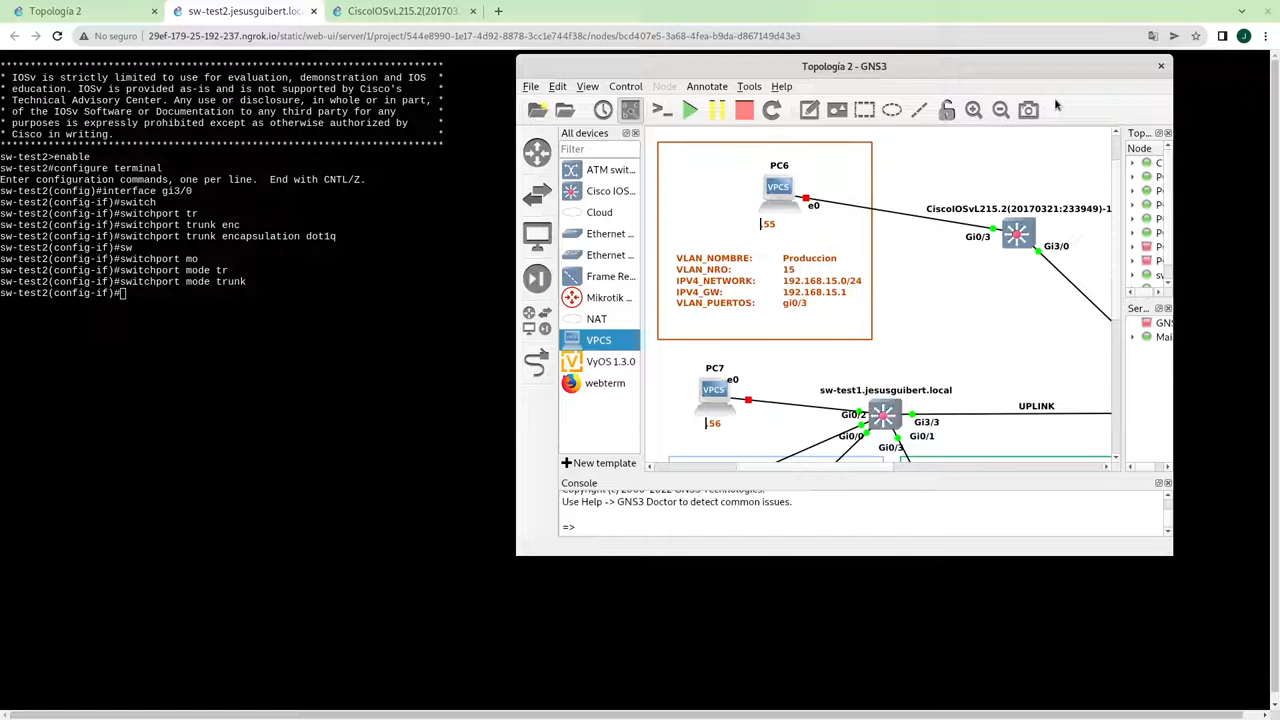 Topología 2
sw-test2.jesusguibert.loc
CiscoIOSvL215.2(201703
No seguro
29ef-179-25-192-237.ngrok.io/static/web-ui/server/1/project/544e8990-1e17-4d92-8878-3cc1e744f38c/nodes/bcd407e5-3a68-4fea-b9da-d867149d43e3
J
**************************************************************************
* IOSv is strictly limited to use for evaluation, demonstration and IOS *
* education. IOSv is provided as-is and is not supported by Cisco's *
* Technical Advisory Center. Any use or disclosure, in whole or in part, *
* of the IOSv Software or Documentation to any third party for any *
* purposes is expressly prohibited except as otherwise authorized by *
* Cisco in writing. *
**************************************************************************
sw-test2>enable
sw-test2#configure terminal
Enter configuration commands, one per line. End with CNTL/Z.
sw-test2(config)#interface gi3/0
sw-test2(config-if)#switch
sw-test2(config-if)#switchport tr
sw-test2(config-if)#switchport trunk enc
sw-test2(config-if)#switchport trunk encapsulation dot1q
sw-test2(config-if)#sw
sw-test2(config-if)#switchport mo
sw-test2(config-if)#switchport mode tr
sw-test2(config-if)#switchport mode trunk
sw-test2(config-if)#
Topología 2 - GNS3
File Edit View Control Node Annotate Tools Help
All devices
Filter
ATM swit...
Cisco IOS...
Cloud
Ethernet ...
Ethernet ...
Frame Re...
Mikrotik ...
NAT
VPCS
VyOS 1.3.0
webterm
New template
PC6
VPCS
e0
.55
VLAN_NOMBRE: Produccion
VLAN_NRO: 15
IPV4_NETWORK: 192.168.15.0/24
IPV4_GW: 192.168.15.1
VLAN_PUERTOS: gi0/3
CiscoIOSvL215.2(20170321:233949)-1
Gi0/3
Gi3/0
PC7
e0
VPCS
.56
sw-test1.jesusguibert.local
Gi0/2
Gi3/3
UPLINK
Gi0/0
Gi0/1
Gi0/3
Top...
Node
C
P
P
P
P
P
P
P
s
Ser...
GNS
Mai
Console
Use Help -> GNS3 Doctor to detect common issues.
=>